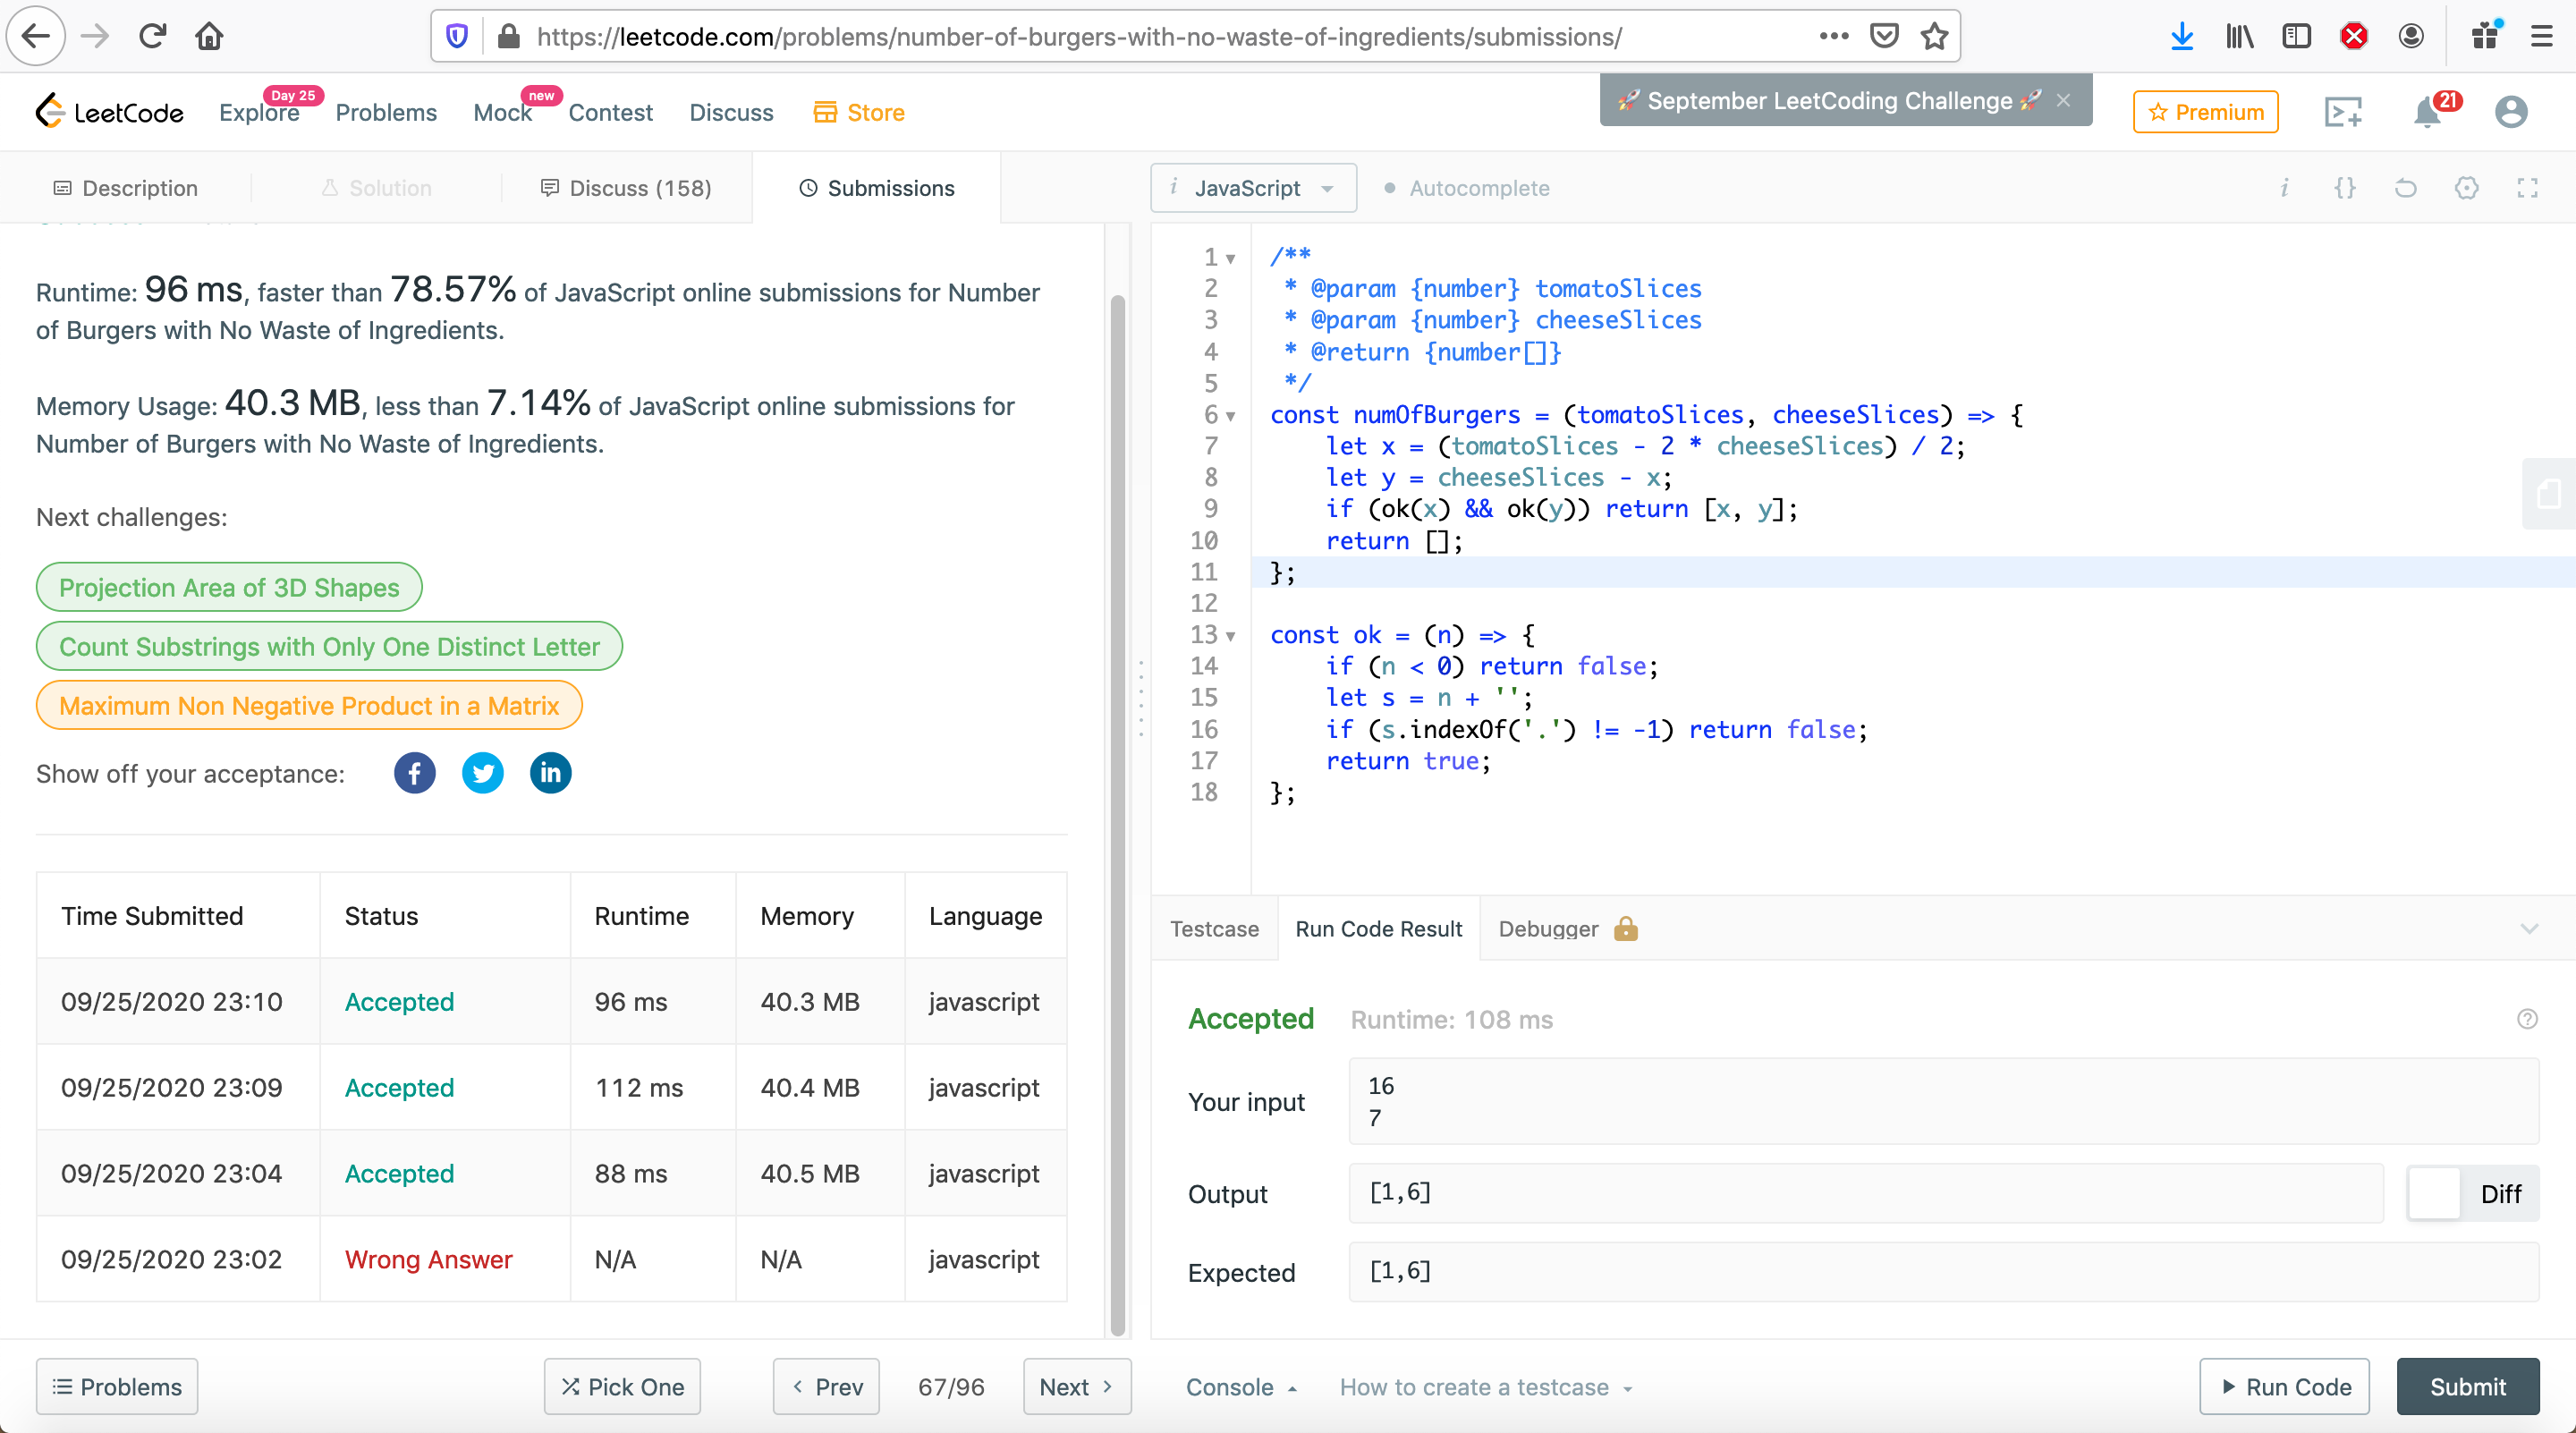 https://leetcode.com/problems/number-of-burgers-with-no-waste-of-ingredients/submissions/
LeetCode
Explore
Day 25
Problems
Mock
new
Contest
Discuss
Store
🚀 September LeetCoding Challenge 🚀 ×
Premium
21
Description
Solution
Discuss (158)
Submissions
Runtime: 96 ms, faster than 78.57% of JavaScript online submissions for Number
of Burgers with No Waste of Ingredients.
Memory Usage: 40.3 MB, less than 7.14% of JavaScript online submissions for
Number of Burgers with No Waste of Ingredients.
Next challenges:
Projection Area of 3D Shapes
Count Substrings with Only One Distinct Letter
Maximum Non Negative Product in a Matrix
Show off your acceptance:
Time Submitted Status Runtime Memory Language
09/25/2020 23:10 Accepted 96 ms 40.3 MB javascript
09/25/2020 23:09 Accepted 112 ms 40.4 MB javascript
09/25/2020 23:04 Accepted 88 ms 40.5 MB javascript
09/25/2020 23:02 Wrong Answer N/A N/A javascript
Problems
Pick One
Prev
67/96
Next
i JavaScript
Autocomplete
1 /**
2  * @param {number} tomatoSlices
3  * @param {number} cheeseSlices
4  * @return {number[]}
5  */
6 const numOfBurgers = (tomatoSlices, cheeseSlices) => {
7     let x = (tomatoSlices - 2 * cheeseSlices) / 2;
8     let y = cheeseSlices - x;
9     if (ok(x) && ok(y)) return [x, y];
10     return [];
11 };
12
13 const ok = (n) => {
14     if (n < 0) return false;
15     let s = n + '';
16     if (s.indexOf('.') != -1) return false;
17     return true;
18 };
Testcase
Run Code Result
Debugger
Accepted Runtime: 108 ms
Your input
16
7
Output
[1,6]
Diff
Expected
[1,6]
Console
How to create a testcase
Run Code
Submit